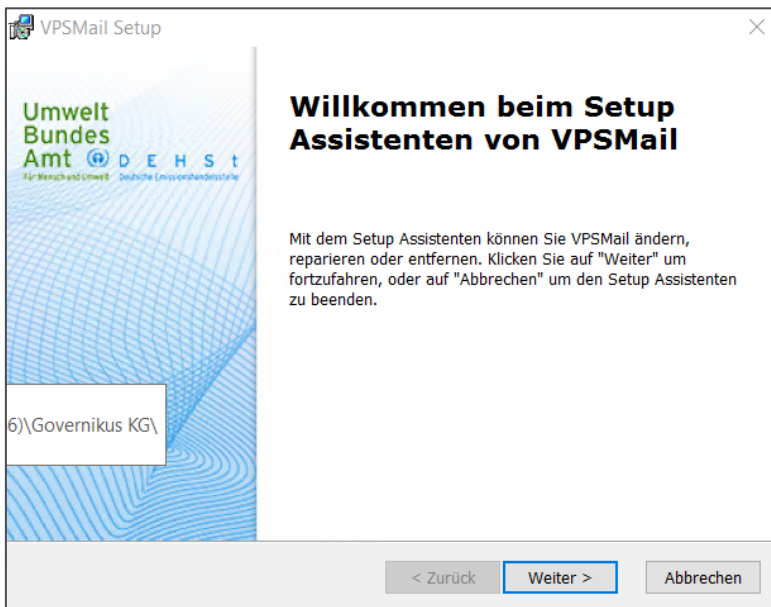 VPSMail Setup
Umwelt
Bundes
Amt DEHSt
Für Mensch und Umwelt Deutsche Emissionshandelsstelle
Willkommen beim Setup
Assistenten von VPSMail
Mit dem Setup Assistenten können Sie VPSMail ändern,
reparieren oder entfernen. Klicken Sie auf "Weiter" um
fortzufahren, oder auf "Abbrechen" um den Setup Assistenten
zu beenden.
6)\Governikus KG\
< Zurück Weiter > Abbrechen